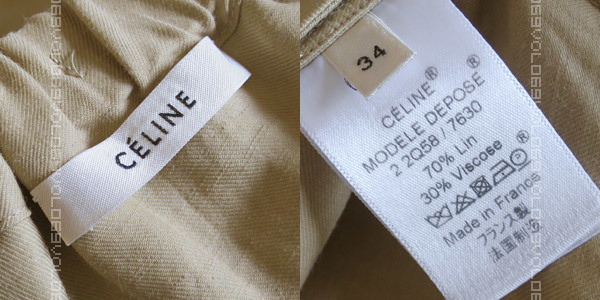 CÉLINE
34
CÉLINE®
MODELE DEPOSE®
2 2Q58 / 7630
70% Lin
30% Viscose
Made in France
フランス製
法国制造